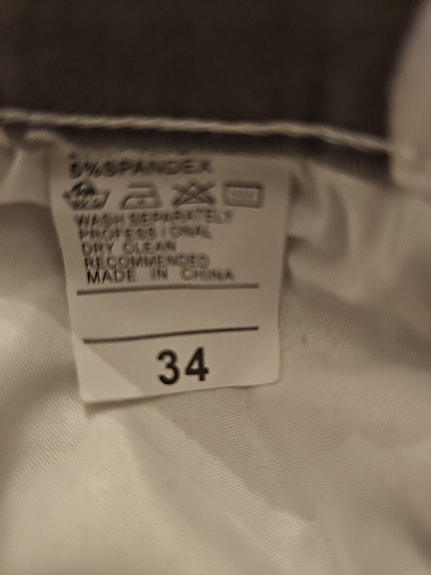 5%SPANDEX
WASH SEPARATELY
PROFESSIONAL
DRY CLEAN
RECOMMENDED
MADE IN CHINA
34